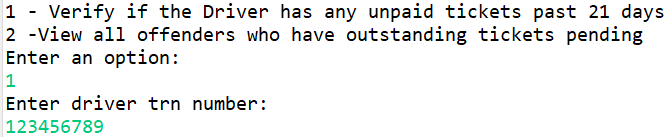 1 - Verify if the Driver has any unpaid tickets past 21 days
2 -View all offenders who have outstanding tickets pending
Enter an option:
1
Enter driver trn number:
123456789